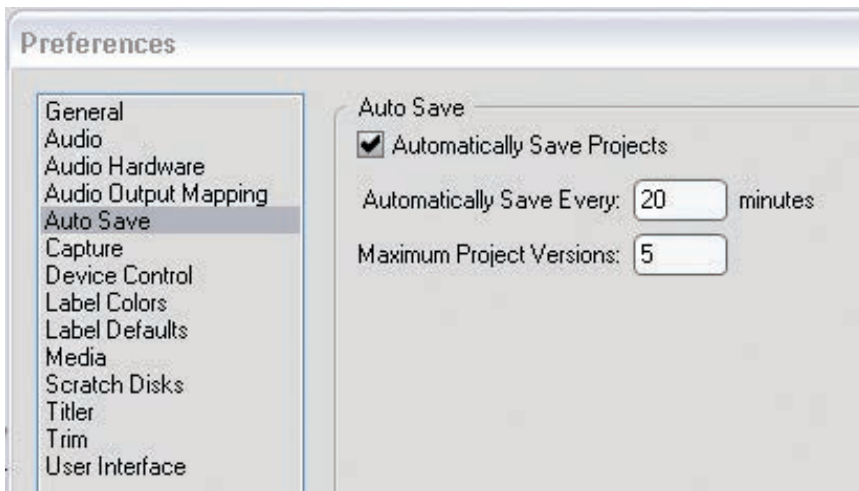 Preferences
General
Audio
Audio Hardware
Audio Output Mapping
Auto Save
Capture
Device Control
Label Colors
Label Defaults
Media
Scratch Disks
Titler
Trim
User Interface
Auto Save
Automatically Save Projects
Automatically Save Every: 20 minutes
Maximum Project Versions: 5